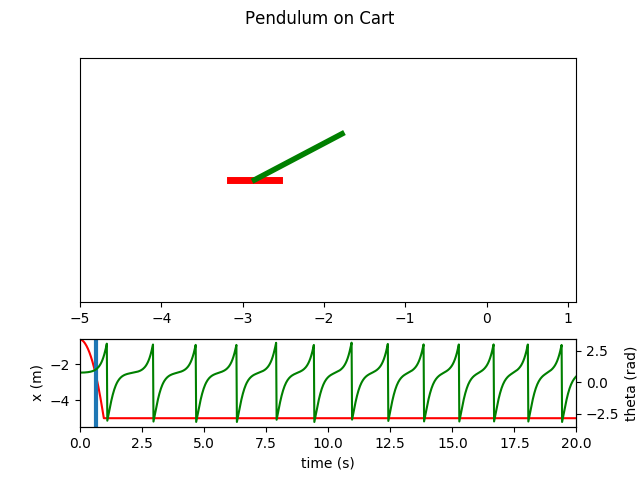 Pendulum on Cart
−5 −4 −3 −2 −1 0 1
−2
−4
x (m)
2.5
0.0
−2.5
theta (rad)
0.0 2.5 5.0 7.5 10.0 12.5 15.0 17.5 20.0
time (s)